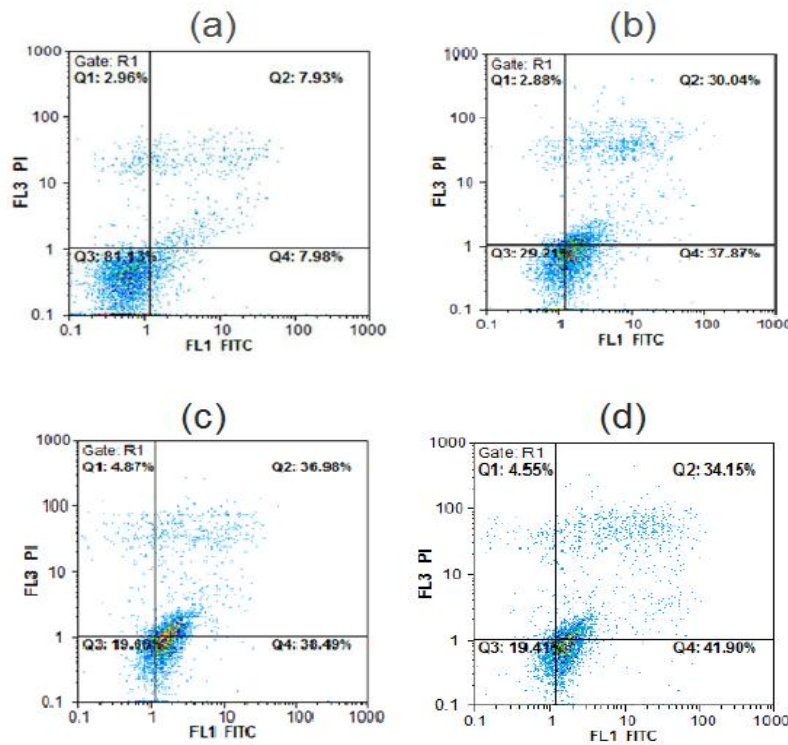 (a)
1000
Gate: R1
Q1: 2.96%
Q2: 7.93%
100
FL3 PI
10
1
Q3: 81.13%
Q4: 7.98%
0.1
0.1 1 10 100 1000
FL1 FITC
(b)
1000
Gate: R1
Q1: 2.88%
Q2: 30.04%
100
FL3 PI
10
1
Q3: 29.21%
Q4: 37.87%
0.1
0.1 1 10 100 1000
FL1 FITC
(c)
1000
Gate: R1
Q1: 4.87%
Q2: 36.98%
100
FL3 PI
10
1
Q3:
Q4: 38.49%
0.1
0.1 1 10 100 1000
FL1 FITC
(d)
1000
Gate: R1
Q1: 4.55%
Q2: 34.15%
100
FL3 PI
10
1
Q3: 19.41%
Q4: 41.90%
0.1
0.1 1 10 100 1000
FL1 FITC